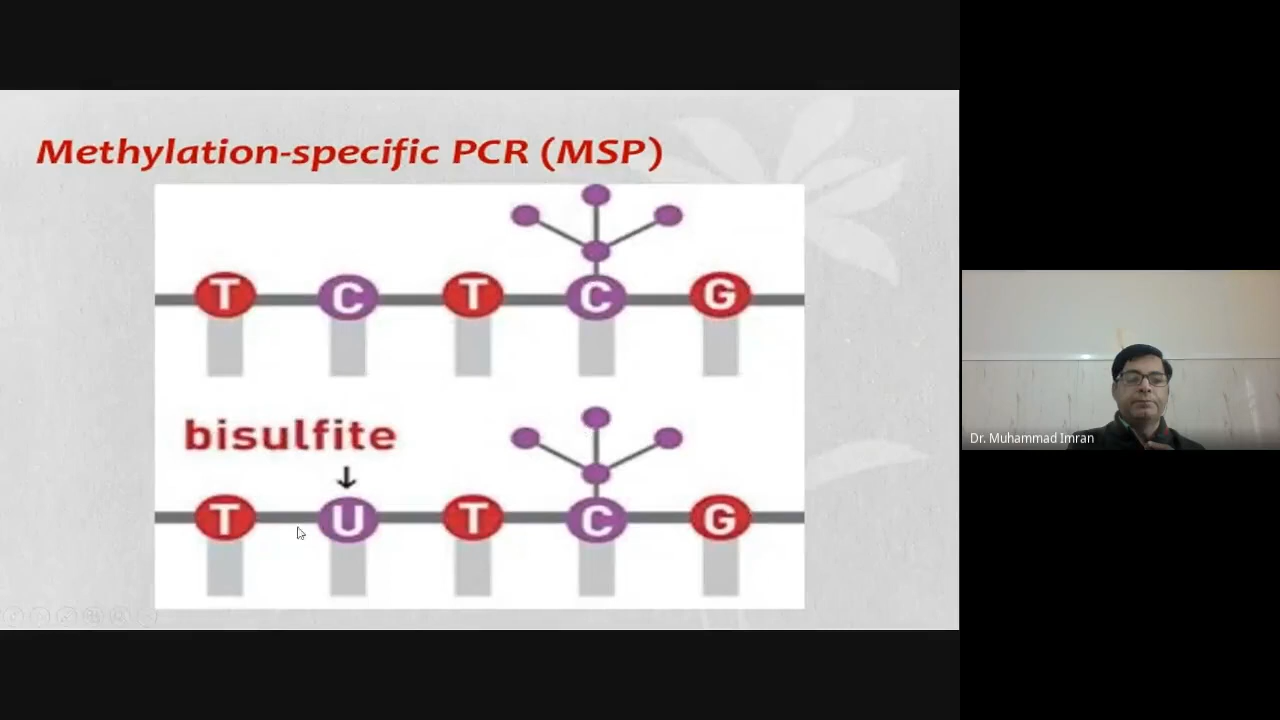 Methylation-specific PCR (MSP)
T C T C G
bisulfite
T U T C G
Dr. Muhammad Imran